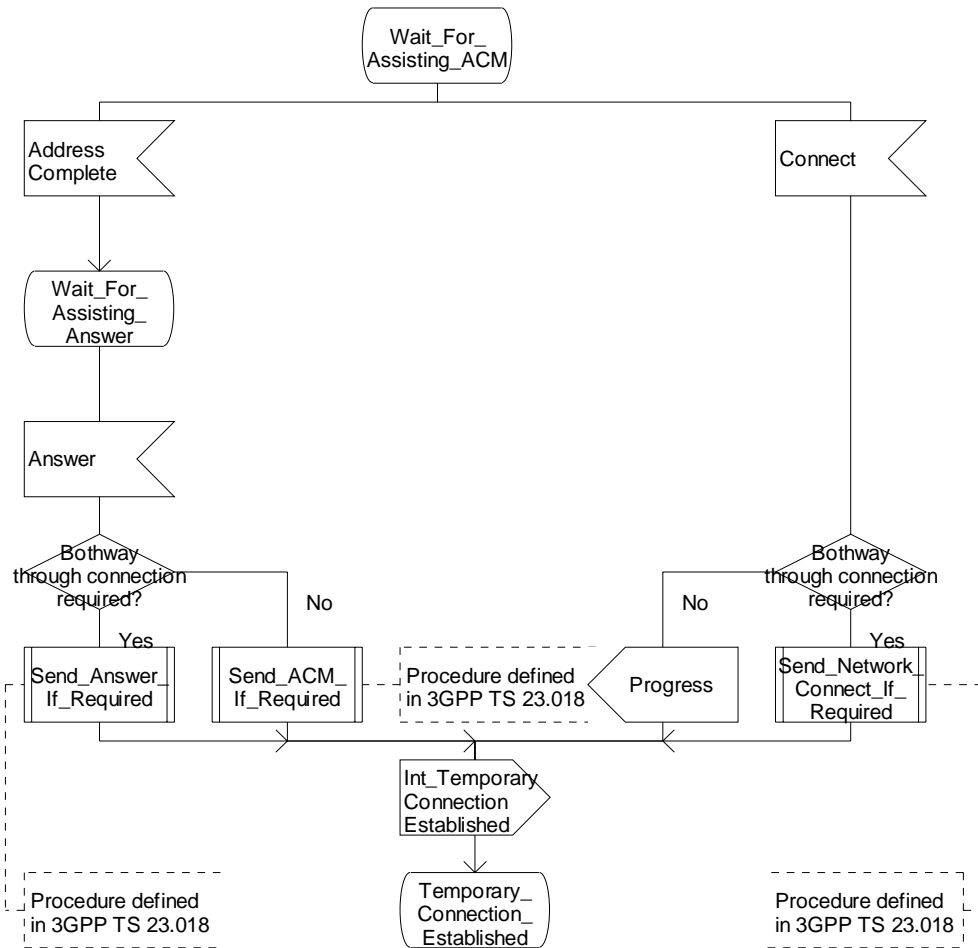 Wait_For_
Assisting_ACM
Address
Complete
Connect
Wait_For_
Assisting_
Answer
Answer
Bothway
through connection
required?
Bothway
through connection
required?
No
No
Yes
Yes
Send_Answer_
If_Required
Send_ACM_
If_Required
Procedure defined
in 3GPP TS 23.018
Progress
Send_Network_
Connect_If_
Required
Int_Temporary
Connection
Established
Procedure defined
in 3GPP TS 23.018
Temporary_
Connection_
Established
Procedure defined
in 3GPP TS 23.018